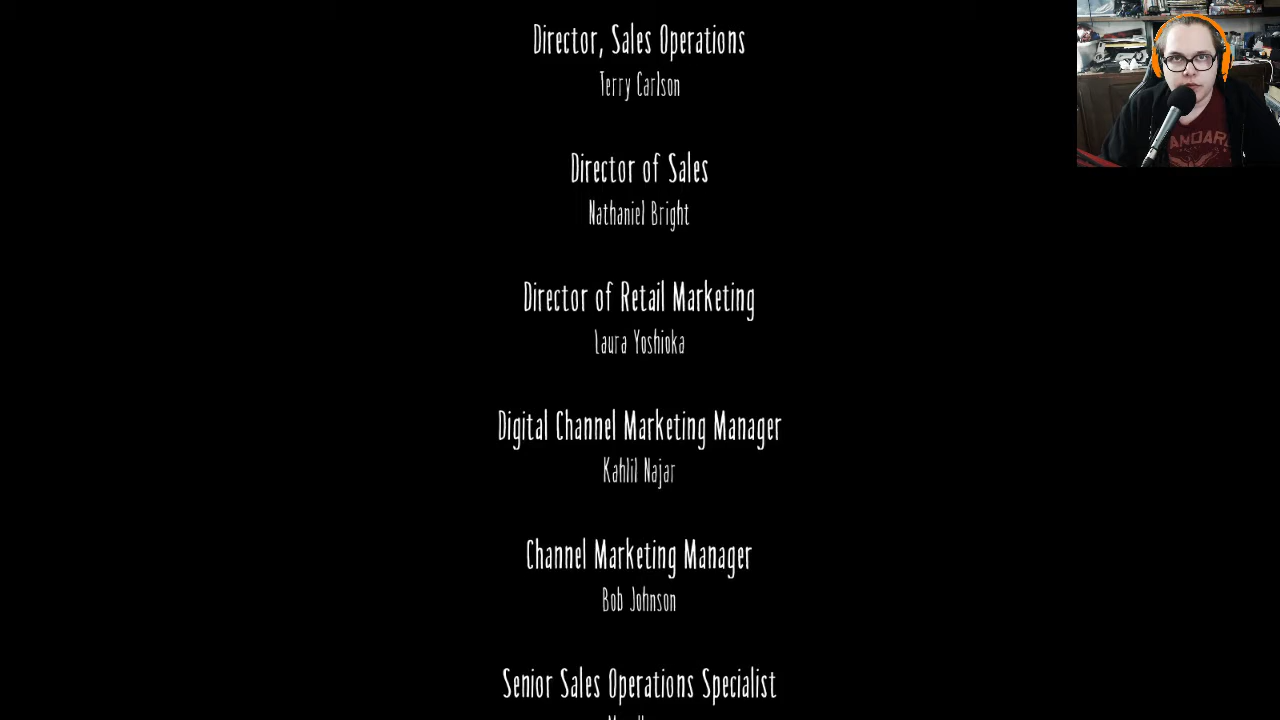 Director, Sales Operations
Terry Carlson
Director of Sales
Nathaniel Bright
Director of Retail Marketing
Laura Yoshioka
Digital Channel Marketing Manager
Kahlil Najar
Channel Marketing Manager
Bob Johnson
Senior Sales Operations Specialist